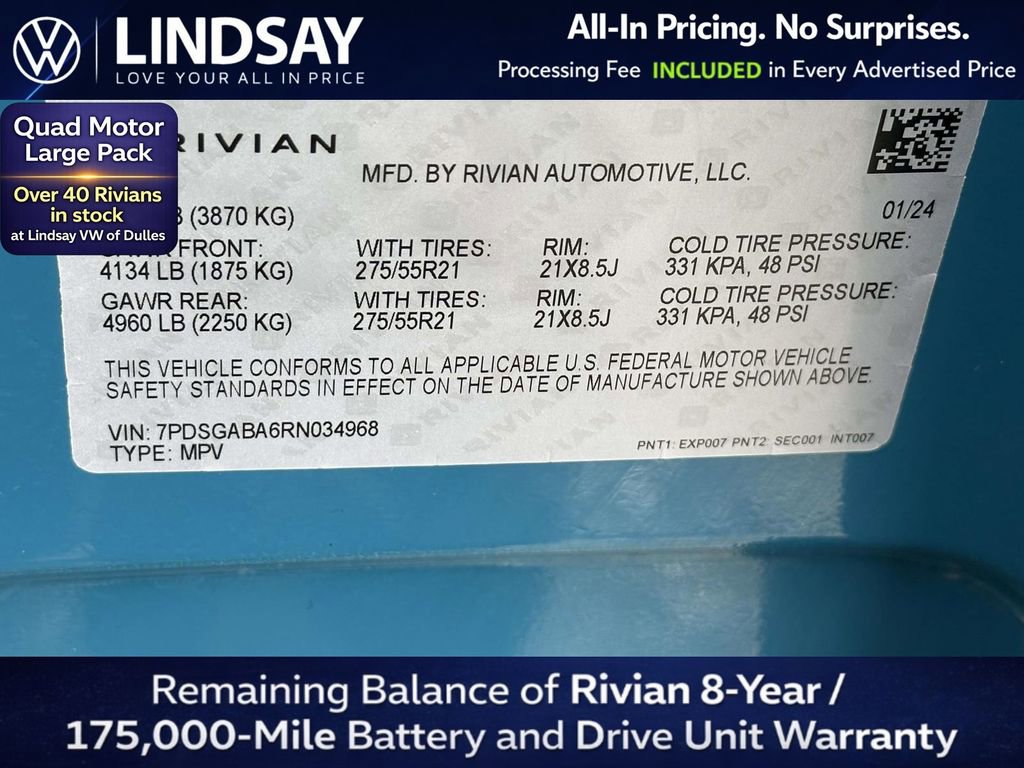 LINDSAY
LOVE YOUR ALL IN PRICE
All-In Pricing. No Surprises.
Processing Fee INCLUDED in Every Advertised Price
Quad Motor
Large Pack
Over 40 Rivians
in stock
at Lindsay VW of Dulles
RIVIAN
MFD. BY RIVIAN AUTOMOTIVE, LLC.
(3870 KG)
01/24
FRONT: WITH TIRES: RIM: COLD TIRE PRESSURE:
4134 LB (1875 KG) 275/55R21 21X8.5J 331 KPA, 48 PSI
GAWR REAR: WITH TIRES: RIM: COLD TIRE PRESSURE:
4960 LB (2250 KG) 275/55R21 21X8.5J 331 KPA, 48 PSI
THIS VEHICLE CONFORMS TO ALL APPLICABLE U.S. FEDERAL MOTOR VEHICLE
SAFETY STANDARDS IN EFFECT ON THE DATE OF MANUFACTURE SHOWN ABOVE.
VIN: 7PDSGABA6RN034968
TYPE: MPV
PNT1: EXP007 PNT2: SEC001 INT007
Remaining Balance of Rivian 8-Year /
175,000-Mile Battery and Drive Unit Warranty